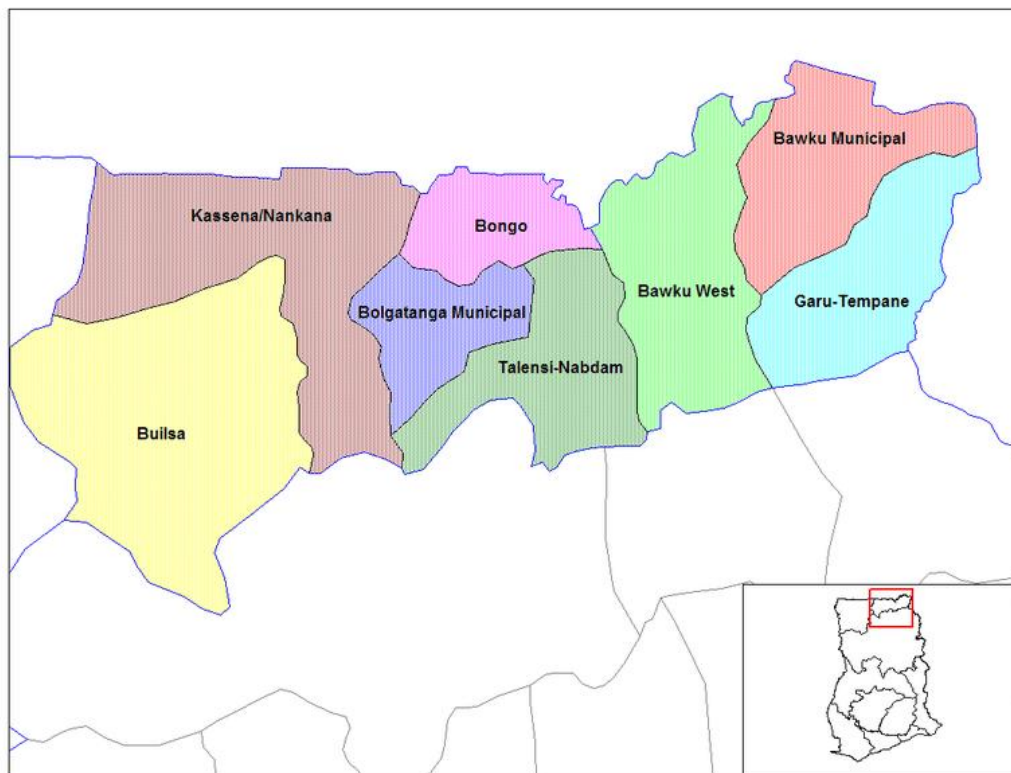 Bawku Municipal
Kassena/Nankana
Bongo
Bawku West
Garu-Tempane
Bolgatanga Municipal
Talensi-Nabdam
Builsa